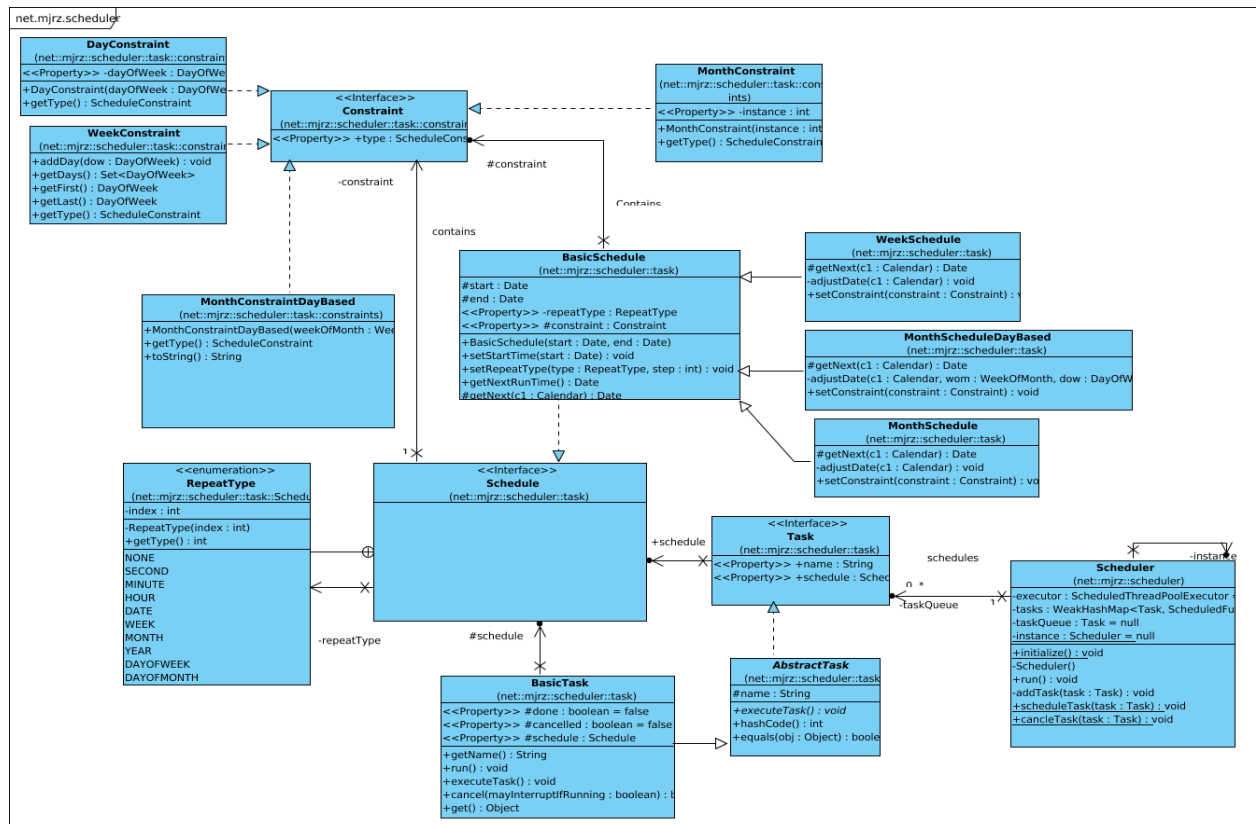 net.mjrz.scheduler
DayConstraint
(net::mjrz::scheduler::task::constrain
<<Property>> -dayOfWeek : DayOfWe
+DayConstraint(dayOfWeek : DayOfWe
+getType() : ScheduleConstraint
WeekConstraint
(net::mjrz::scheduler::task::constrain
+addDay(dow : DayOfWeek) : void
+getDays() : Set<DayOfWeek>
+getFirst() : DayOfWeek
+getLast() : DayOfWeek
+getType() : ScheduleConstraint
<<Interface>>
Constraint
(net::mjrz::scheduler::task::constrain
<<Property>> +type : ScheduleCons
MonthConstraint
(net::mjrz::scheduler::task::constra
ints)
<<Property>> -instance : int
+MonthConstraint(instance : int
+getType() : ScheduleConstrain
#constraint
-constraint
Contains
contains
MonthConstraintDayBased
(net::mjrz::scheduler::task::constraints)
+MonthConstraintDayBased(weekOfMonth : Wee
+getType() : ScheduleConstraint
+toString() : String
BasicSchedule
(net::mjrz::scheduler::task)
#start : Date
#end : Date
<<Property>> -repeatType : RepeatType
<<Property>> #constraint : Constraint
+BasicSchedule(start : Date, end : Date)
+setStartTime(start : Date) : void
+setRepeatType(type : RepeatType, step : int) : void
+getNextRunTime() : Date
#getNext(c1 : Calendar) : Date
WeekSchedule
(net::mjrz::scheduler::task)
#getNext(c1 : Calendar) : Date
-adjustDate(c1 : Calendar) : void
+setConstraint(constraint : Constraint) : v
MonthScheduleDayBased
(net::mjrz::scheduler::task)
#getNext(c1 : Calendar) : Date
-adjustDate(c1 : Calendar, wom : WeekOfMonth, dow : DayOfW
+setConstraint(constraint : Constraint) : void
MonthSchedule
(net::mjrz::scheduler::task)
#getNext(c1 : Calendar) : Date
-adjustDate(c1 : Calendar) : void
+setConstraint(constraint : Constraint) : vo
1
<<enumeration>>
RepeatType
(net::mjrz::scheduler::task::Schedu
-index : int
-RepeatType(index : int)
+getType() : int
NONE
SECOND
MINUTE
HOUR
DATE
WEEK
MONTH
YEAR
DAYOFWEEK
DAYOFMONTH
-repeatType
<<Interface>>
Schedule
(net::mjrz::scheduler::task)
+schedule
#schedule
<<Interface>>
Task
(net::mjrz::scheduler::task)
<<Property>> +name : String
<<Property>> +schedule : Sched
schedules
0..*
-taskQueue
1
-instance
Scheduler
(net::mjrz::scheduler)
-executor : ScheduledThreadPoolExecutor =
-tasks : WeakHashMap<Task, ScheduledFu
-taskQueue : Task = null
-instance : Scheduler = null
+initialize() : void
-Scheduler()
+run() : void
-addTask(task : Task) : void
+scheduleTask(task : Task) : void
+cancleTask(task : Task) : void
BasicTask
(net::mjrz::scheduler::task)
<<Property>> #done : boolean = false
<<Property>> #cancelled : boolean = false
<<Property>> #schedule : Schedule
+getName() : String
+run() : void
+executeTask() : void
+cancel(mayInterruptIfRunning : boolean) : b
+get() : Object
AbstractTask
(net::mjrz::scheduler::task
#name : String
+executeTask() : void
+hashCode() : int
+equals(obj : Object) : boole